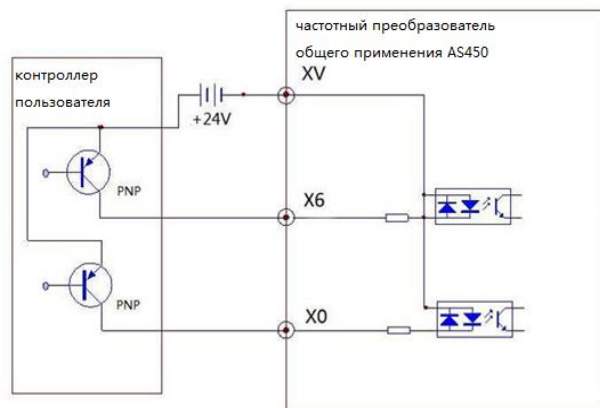 частотный преобразователь
общего применения AS450
контроллер
пользователя
XV
+24V
PNP
X6
PNP
X0